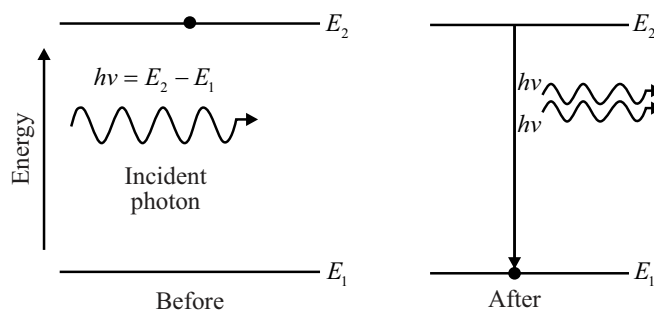 E₂
hν = E₂ − E₁
Energy
Incident
photon
E₁
Before
E₂
hν
hν
E₁
After